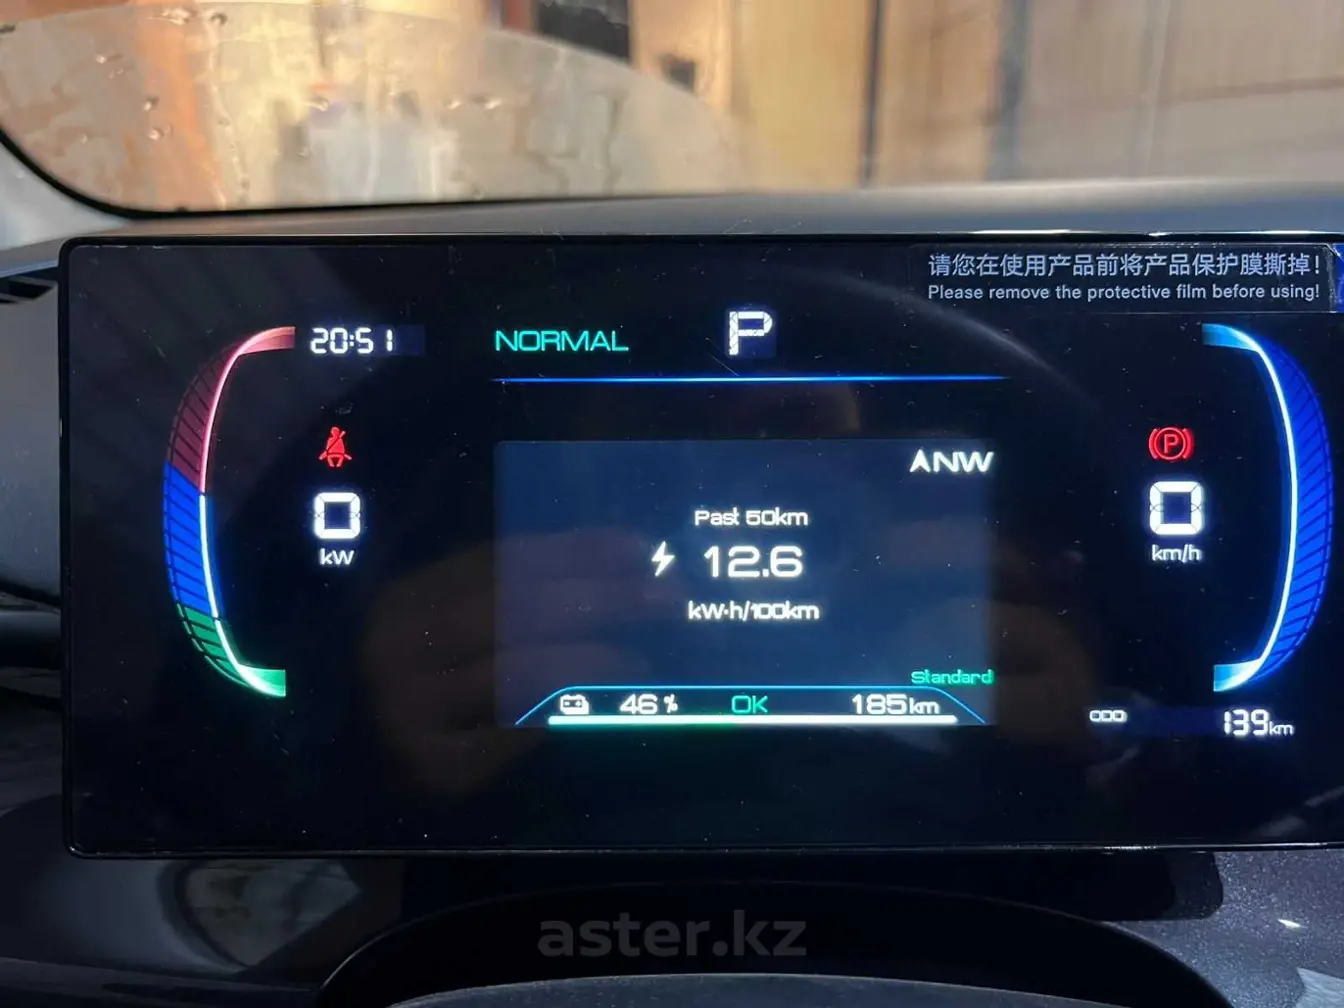 请您在使用产品前将产品保护膜撕掉!
Please remove the protective film before using!
20:51
NORMAL
P
NW
P
0
kW
Past 50km
12.6
kW·h/100km
0
km/h
Standard
46%
OK
185km
ODO
139km
aster.kz